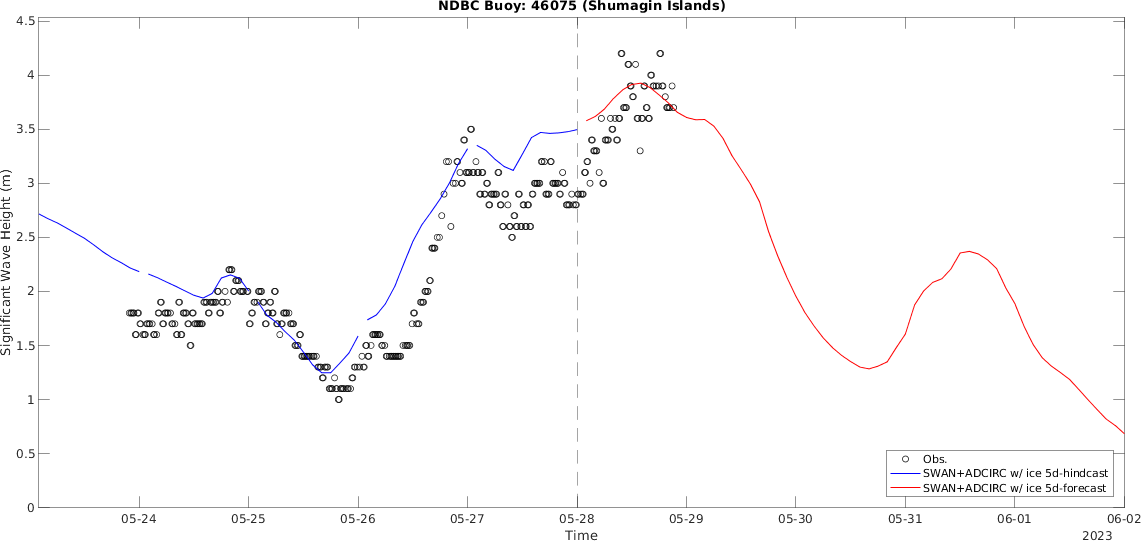 NDBC Buoy: 46075 (Shumagin Islands)
4.5
4
3.5
3
2.5
2
1.5
1
0.5
0
Significant Wave Height (m)
05-24 05-25 05-26 05-27 05-28 05-29 05-30 05-31 06-01 06-02
Time
2023
Obs.
SWAN+ADCIRC w/ ice 5d-hindcast
SWAN+ADCIRC w/ ice 5d-forecast